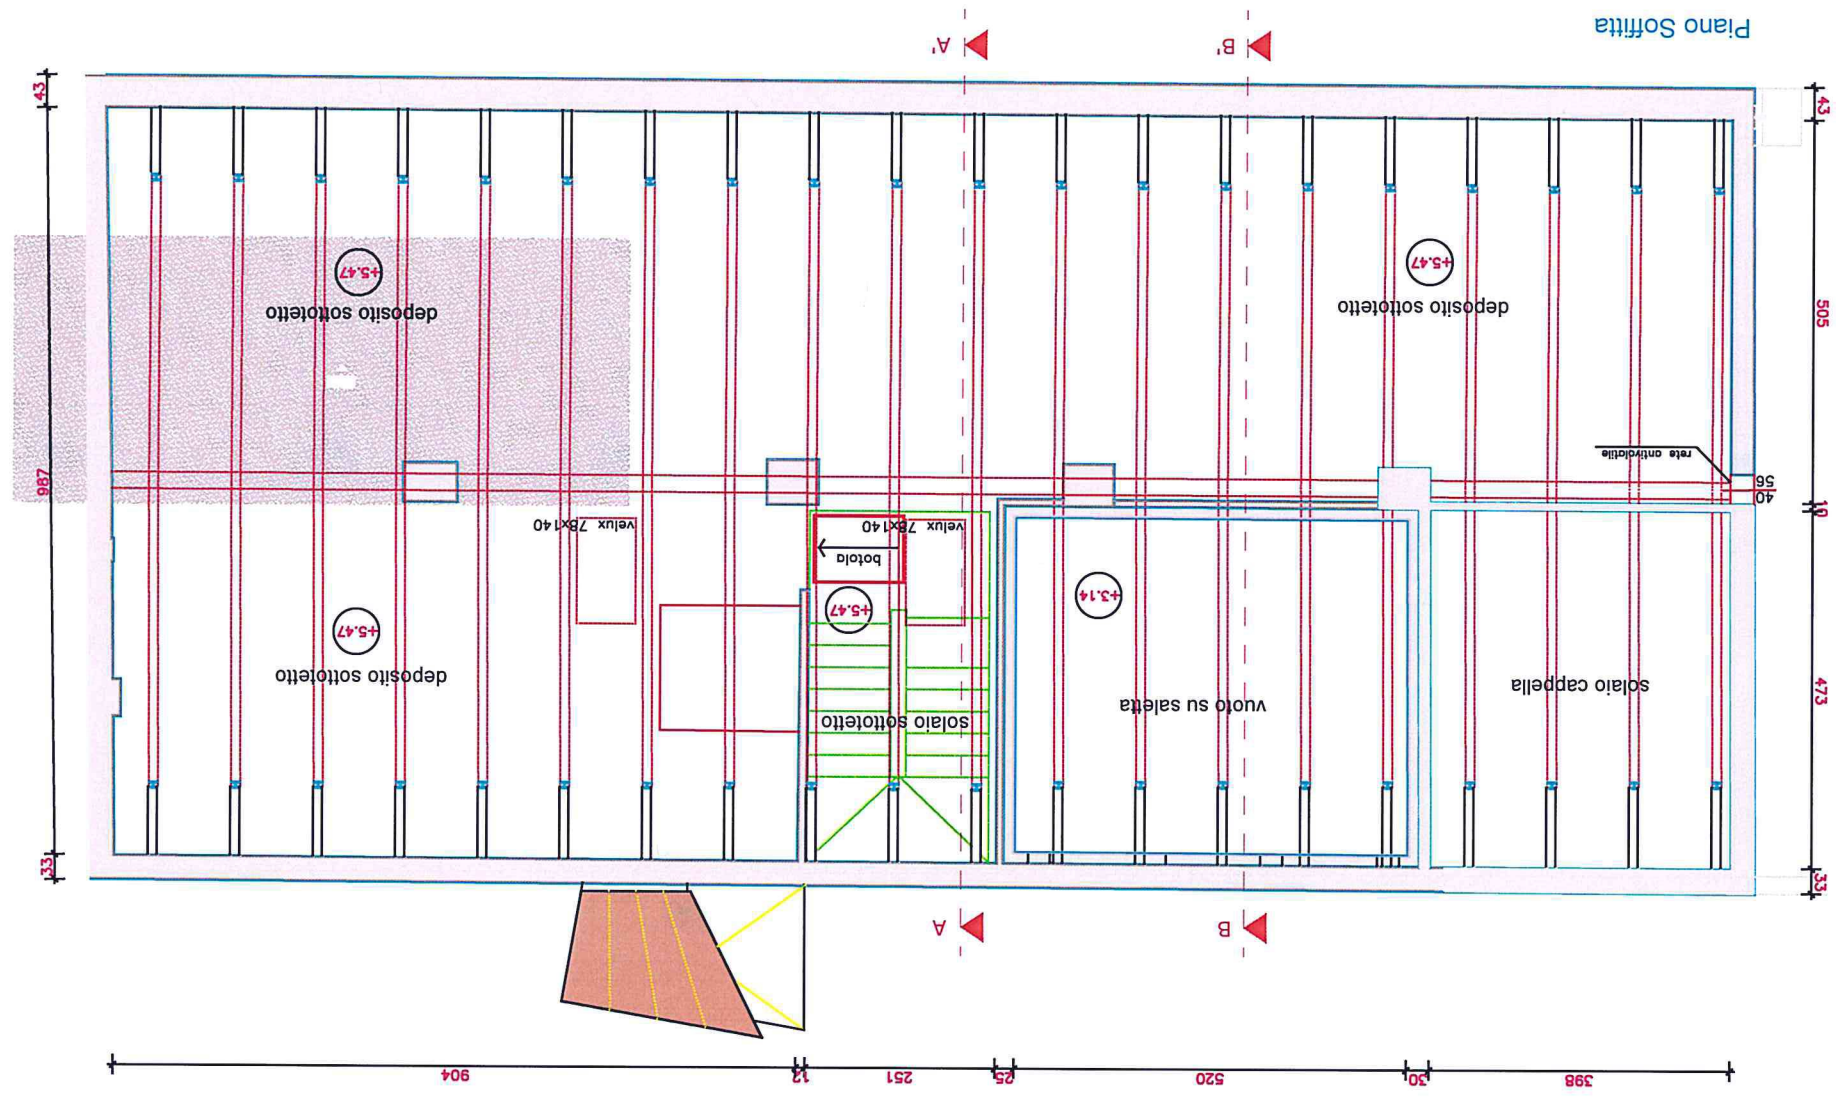 398
30
520
25
251
12
904
B
A
33
33
solaio sottotetto
vuoto su saletta
solaio cappella
473
deposito sottotetto
+5.47
+5.47
+3.14
botola
velux 78x140
velux 78x140
10
40
56
987
rete antivolatile
505
deposito sottotetto
+5.47
deposito sottotetto
+5.47
43
43
B'
A'
Piano Soffitta